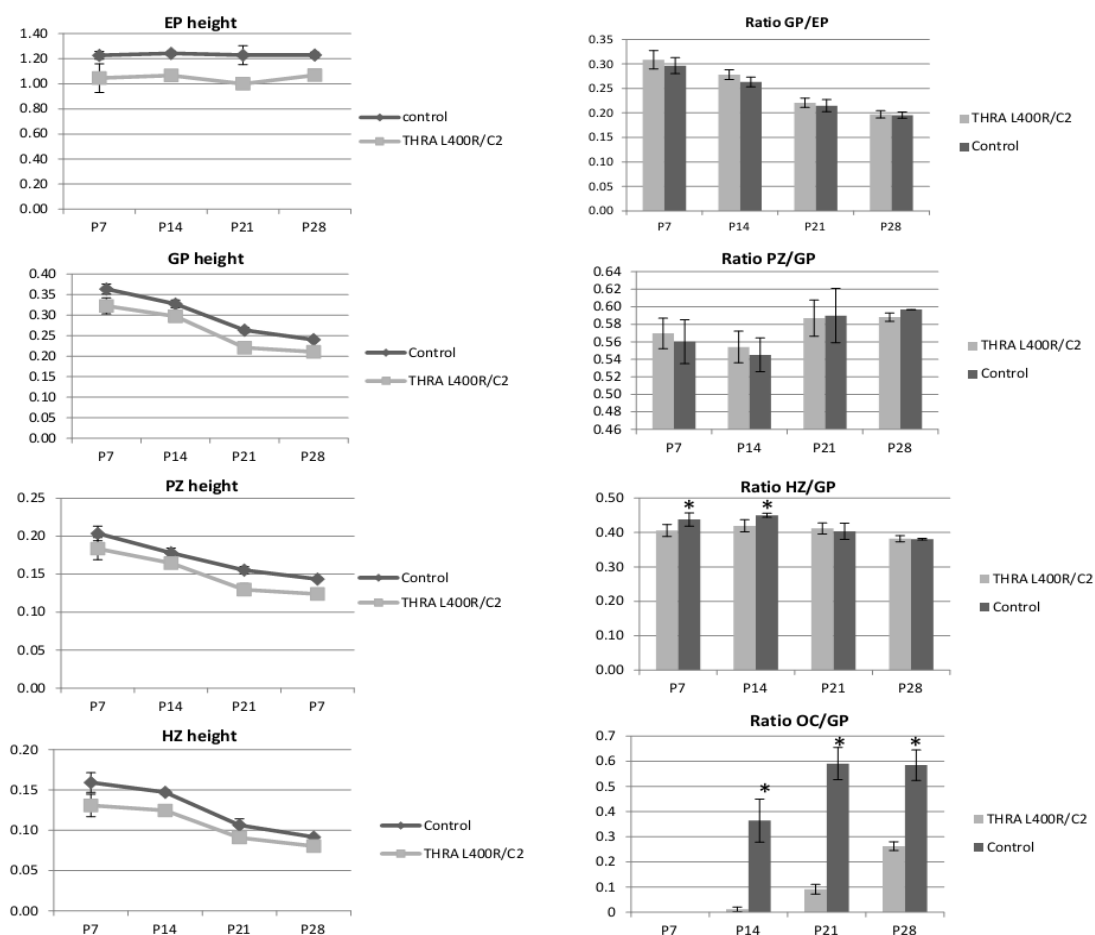 EP height
1.40
1.20
1.00
0.80
0.60
0.40
0.20
0.00
P7 P14 P21 P28
control
THRA L400R/C2
Ratio GP/EP
0.35
0.30
0.25
0.20
0.15
0.10
0.05
0.00
P7 P14 P21 P28
THRA L400R/C2
Control
GP height
0.40
0.35
0.30
0.25
0.20
0.15
0.10
0.05
0.00
P7 P14 P21 P28
Control
THRA L400R/C2
Ratio PZ/GP
0.64
0.62
0.60
0.58
0.56
0.54
0.52
0.50
0.48
0.46
P7 P14 P21 P28
THRA L400R/C2
Control
PZ height
0.25
0.20
0.15
0.10
0.05
0.00
P7 P14 P21 P7
Control
THRA L400R/C2
Ratio HZ/GP
0.50
0.40
0.30
0.20
0.10
0.00
* *
P7 P14 P21 P28
THRA L400R/C2
Control
HZ height
0.20
0.15
0.10
0.05
0.00
P7 P14 P21 P28
Control
THRA L400R/C2
Ratio OC/GP
0.7
0.6
0.5
0.4
0.3
0.2
0.1
0
* * *
P7 P14 P21 P28
THRA L400R/C2
Control